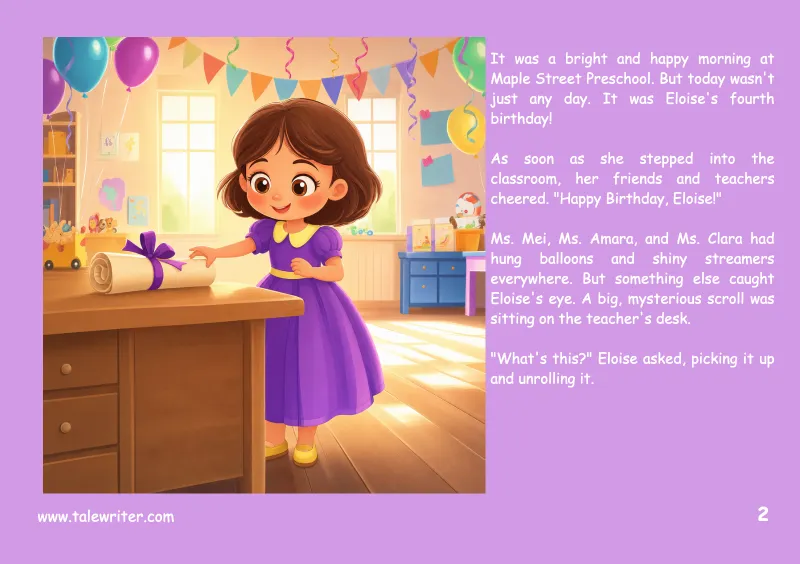 It was a bright and happy morning at
Maple Street Preschool. But today wasn't
just any day. It was Eloise's fourth
birthday!
As soon as she stepped into the
classroom, her friends and teachers
cheered. "Happy Birthday, Eloise!"
Ms. Mei, Ms. Amara, and Ms. Clara had
hung balloons and shiny streamers
everywhere. But something else caught
Eloise's eye. A big, mysterious scroll was
sitting on the teacher's desk.
"What's this?" Eloise asked, picking it up
and unrolling it.
www.talewriter.com
2